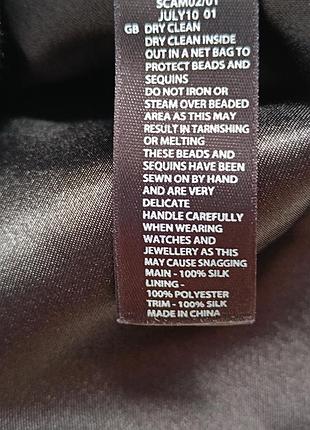 SCAM02/01
JULY10 01
GB DRY CLEAN
DRY CLEAN INSIDE
OUT IN A NET BAG TO
PROTECT BEADS AND
SEQUINS
DO NOT IRON OR
STEAM OVER BEADED
AREA AS THIS MAY
RESULT IN TARNISHING
OR MELTING
THESE BEADS AND
SEQUINS HAVE BEEN
SEWN ON BY HAND
AND ARE VERY
DELICATE
HANDLE CAREFULLY
WHEN WEARING
WATCHES AND
JEWELLERY AS THIS
MAY CAUSE SNAGGING
MAIN - 100% SILK
LINING -
100% POLYESTER
TRIM - 100% SILK
MADE IN CHINA